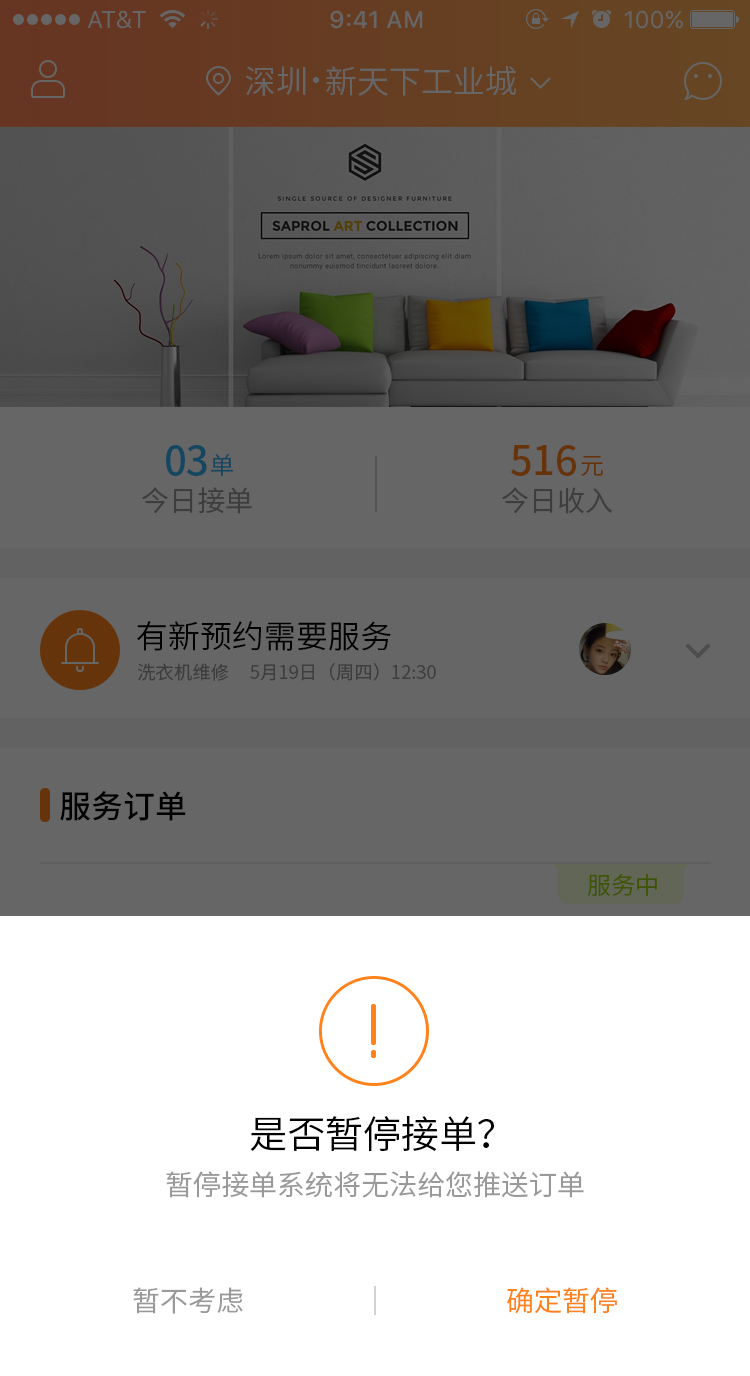 AT&T 9:41 AM 100%
深圳·新天下工业城
SINGLE SOURCE OF DESIGNER FURNITURE
SAPROL ART COLLECTION
Lorem ipsum dolor sit amet, consectetuer adipiscing elit diam
nonummy euismod tincidunt laoreet dolore.
03单
516元
今日接单
今日收入
有新预约需要服务
洗衣机维修 5月19日（周四）12:30
服务订单
服务中
是否暂停接单？
暂停接单系统将无法给您推送订单
暂不考虑
确定暂停